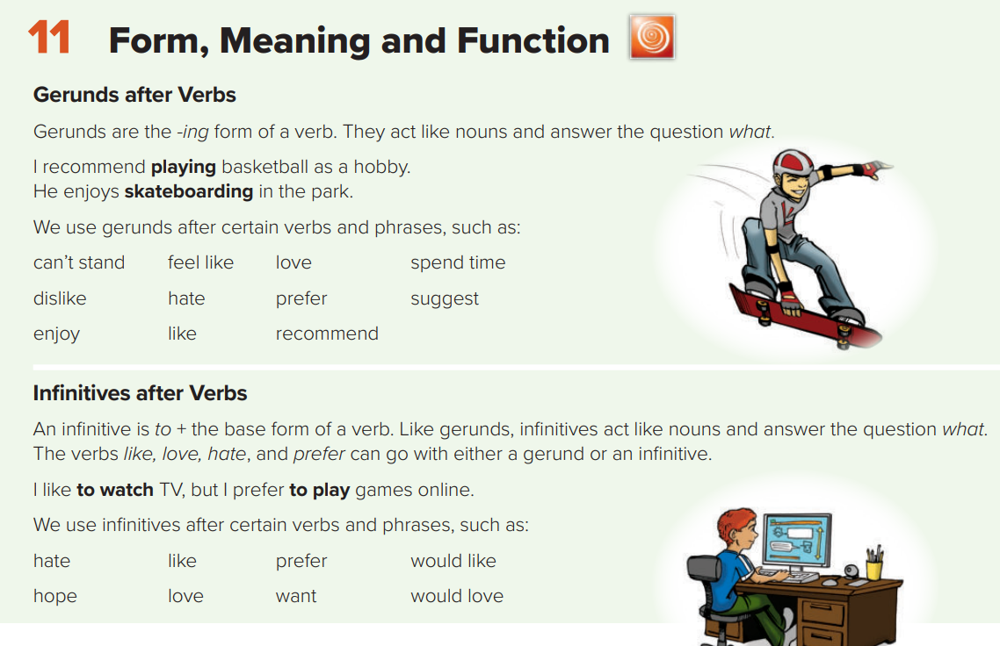 11 Form, Meaning and Function
Gerunds after Verbs
Gerunds are the -ing form of a verb. They act like nouns and answer the question what.
I recommend playing basketball as a hobby.
He enjoys skateboarding in the park.
We use gerunds after certain verbs and phrases, such as:
can't stand feel like love spend time
dislike hate prefer suggest
enjoy like recommend
Infinitives after Verbs
An infinitive is to + the base form of a verb. Like gerunds, infinitives act like nouns and answer the question what.
The verbs like, love, hate, and prefer can go with either a gerund or an infinitive.
I like to watch TV, but I prefer to play games online.
We use infinitives after certain verbs and phrases, such as:
hate like prefer would like
hope love want would love